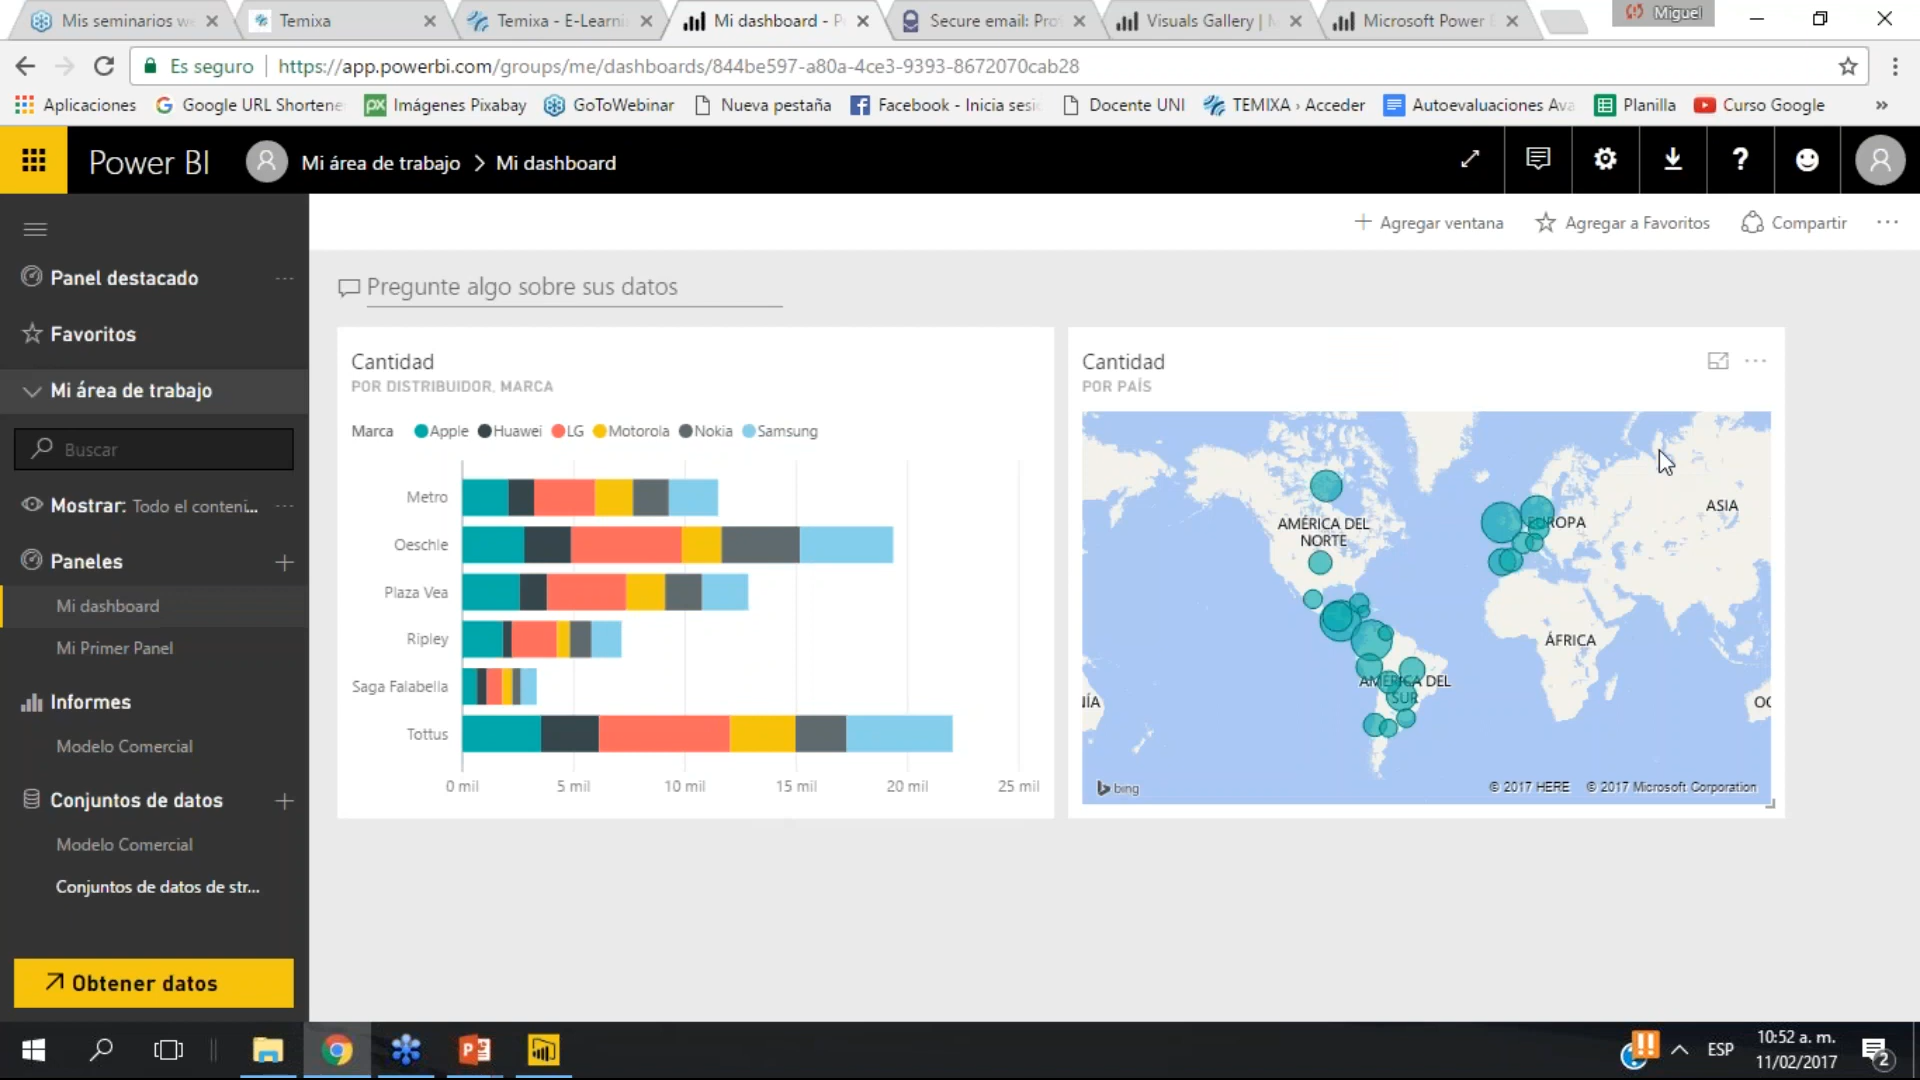 Mis seminarios we
Temixa
Temixa - E-Learni
Mi dashboard - P
Secure email: Pro
Visuals Gallery | M
Microsoft Power B
Miguel
Es seguro
https://app.powerbi.com/groups/me/dashboards/844be597-a80a-4ce3-9393-8672070cab28
Aplicaciones
Google URL Shortene
Imágenes Pixabay
GoToWebinar
Nueva pestaña
Facebook - Inicia sesi
Docente UNI
TEMIXA › Acceder
Autoevaluaciones Ava
Planilla
Curso Google
»
Power BI
Mi área de trabajo > Mi dashboard
?
+ Agregar ventana
Agregar a Favoritos
Compartir
...
Panel destacado
Favoritos
Mi área de trabajo
Buscar
Mostrar: Todo el conteni...
Paneles +
Mi dashboard
Mi Primer Panel
Informes
Modelo Comercial
Conjuntos de datos +
Modelo Comercial
Conjuntos de datos de str...
Obtener datos
Pregunte algo sobre sus datos
Cantidad
POR DISTRIBUIDOR, MARCA
Marca Apple Huawei LG Motorola Nokia Samsung
Metro
Oeschle
Plaza Vea
Ripley
Saga Falabella
Tottus
0 mil 5 mil 10 mil 15 mil 20 mil 25 mil
Cantidad
POR PAÍS
ASIA
EUROPA
AMÉRICA DEL
NORTE
ÁFRICA
AMÉRICA DEL
SUR
ÍA
OC
bing
© 2017 HERE © 2017 Microsoft Corporation
ESP
10:52 a. m.
11/02/2017
2